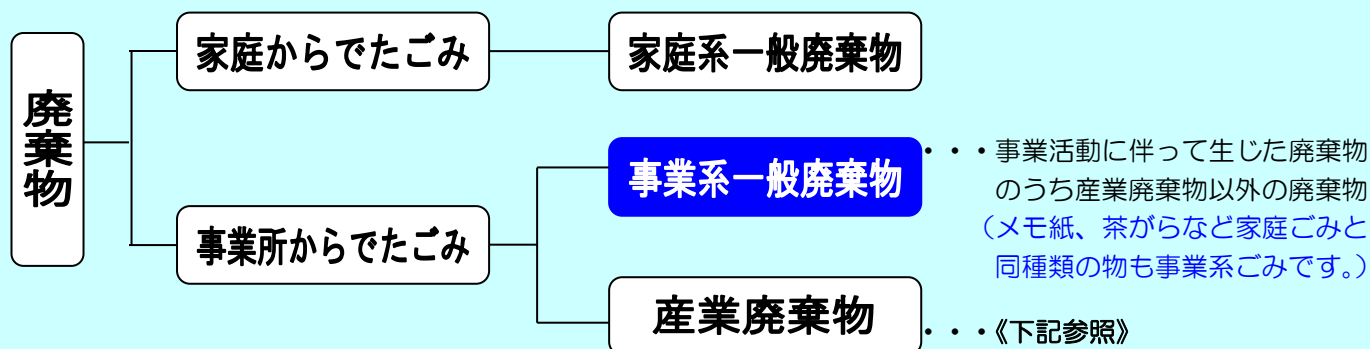 廃棄物
家庭からでたごみ
家庭系一般廃棄物
事業所からでたごみ
事業系一般廃棄物
・・・事業活動に伴って生じた廃棄物
のうち産業廃棄物以外の廃棄物
（メモ紙、茶がらなど家庭ごみと
同種類の物も事業系ごみです。）
産業廃棄物
・・・《下記参照》